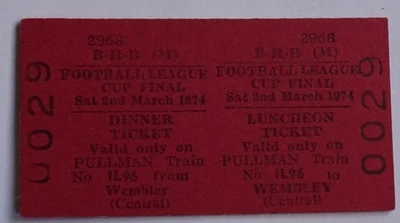 2968
B-R-B (M)
FOOTBALL LEAGUE
CUP FINAL
Sat 2nd March 1974
DINNER
TICKET
Valid only on
PULLMAN Train
No 1L96 from
Wembley
(Central)
0029
2968
B-R-B (M)
FOOTBALL LEAGUE
CUP FINAL
Sat 2nd March 1974
LUNCHEON
TICKET
Valid only on
PULLMAN Train
No 1L26 to
WEMBLEY
(Central)
0029